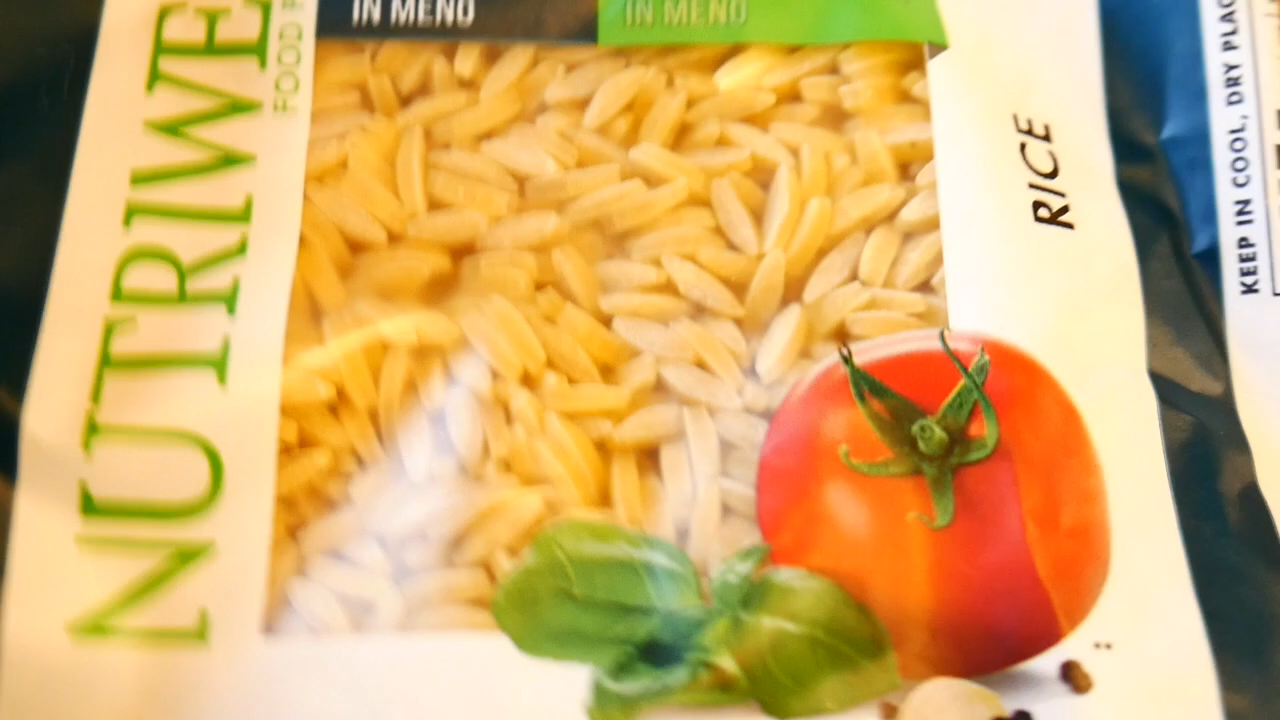 NUTRIWE
FOOD
IN MENO
IN MENO
RICE
KEEP IN COOL, DRY PLAC